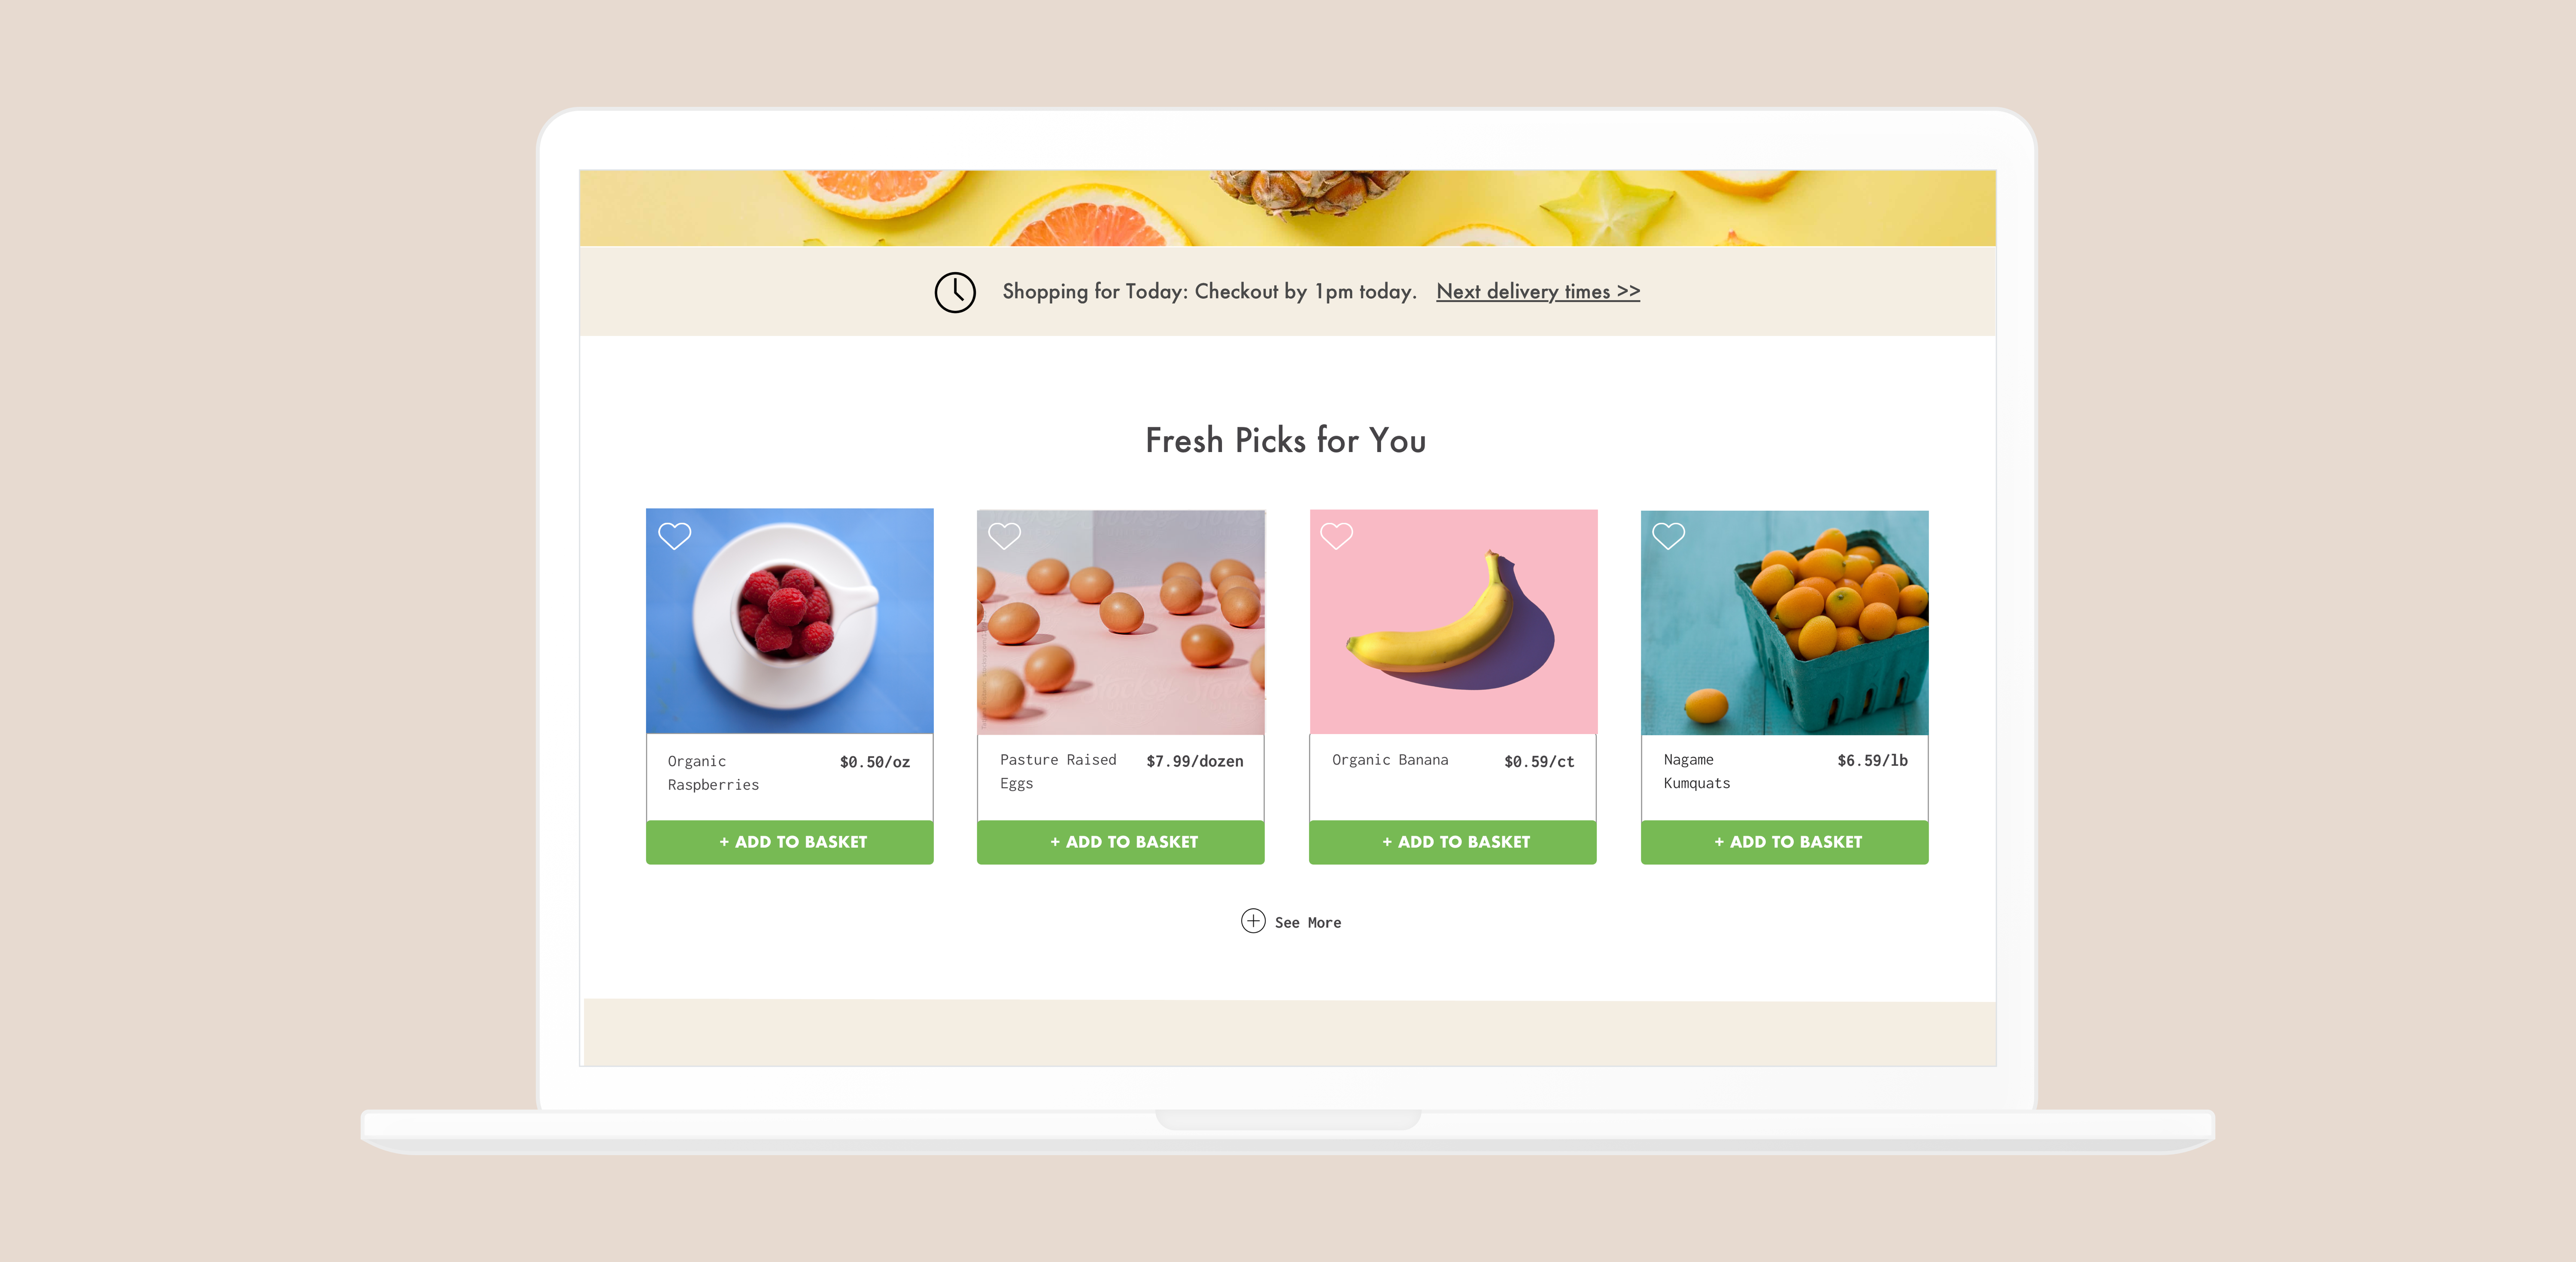 Shopping for Today: Checkout by 1pm today. Next delivery times >>
Fresh Picks for You
Organic
Raspberries
$0.50/oz
+ ADD TO BASKET
Pasture Raised
Eggs
$7.99/dozen
+ ADD TO BASKET
Organic Banana
$0.59/ct
+ ADD TO BASKET
Nagame
Kumquats
$6.59/lb
+ ADD TO BASKET
See More